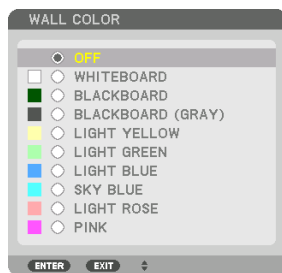 WALL COLOR
OFF
WHITEBOARD
BLACKBOARD
BLACKBOARD (GRAY)
LIGHT YELLOW
LIGHT GREEN
LIGHT BLUE
SKY BLUE
LIGHT ROSE
PINK
ENTER EXIT